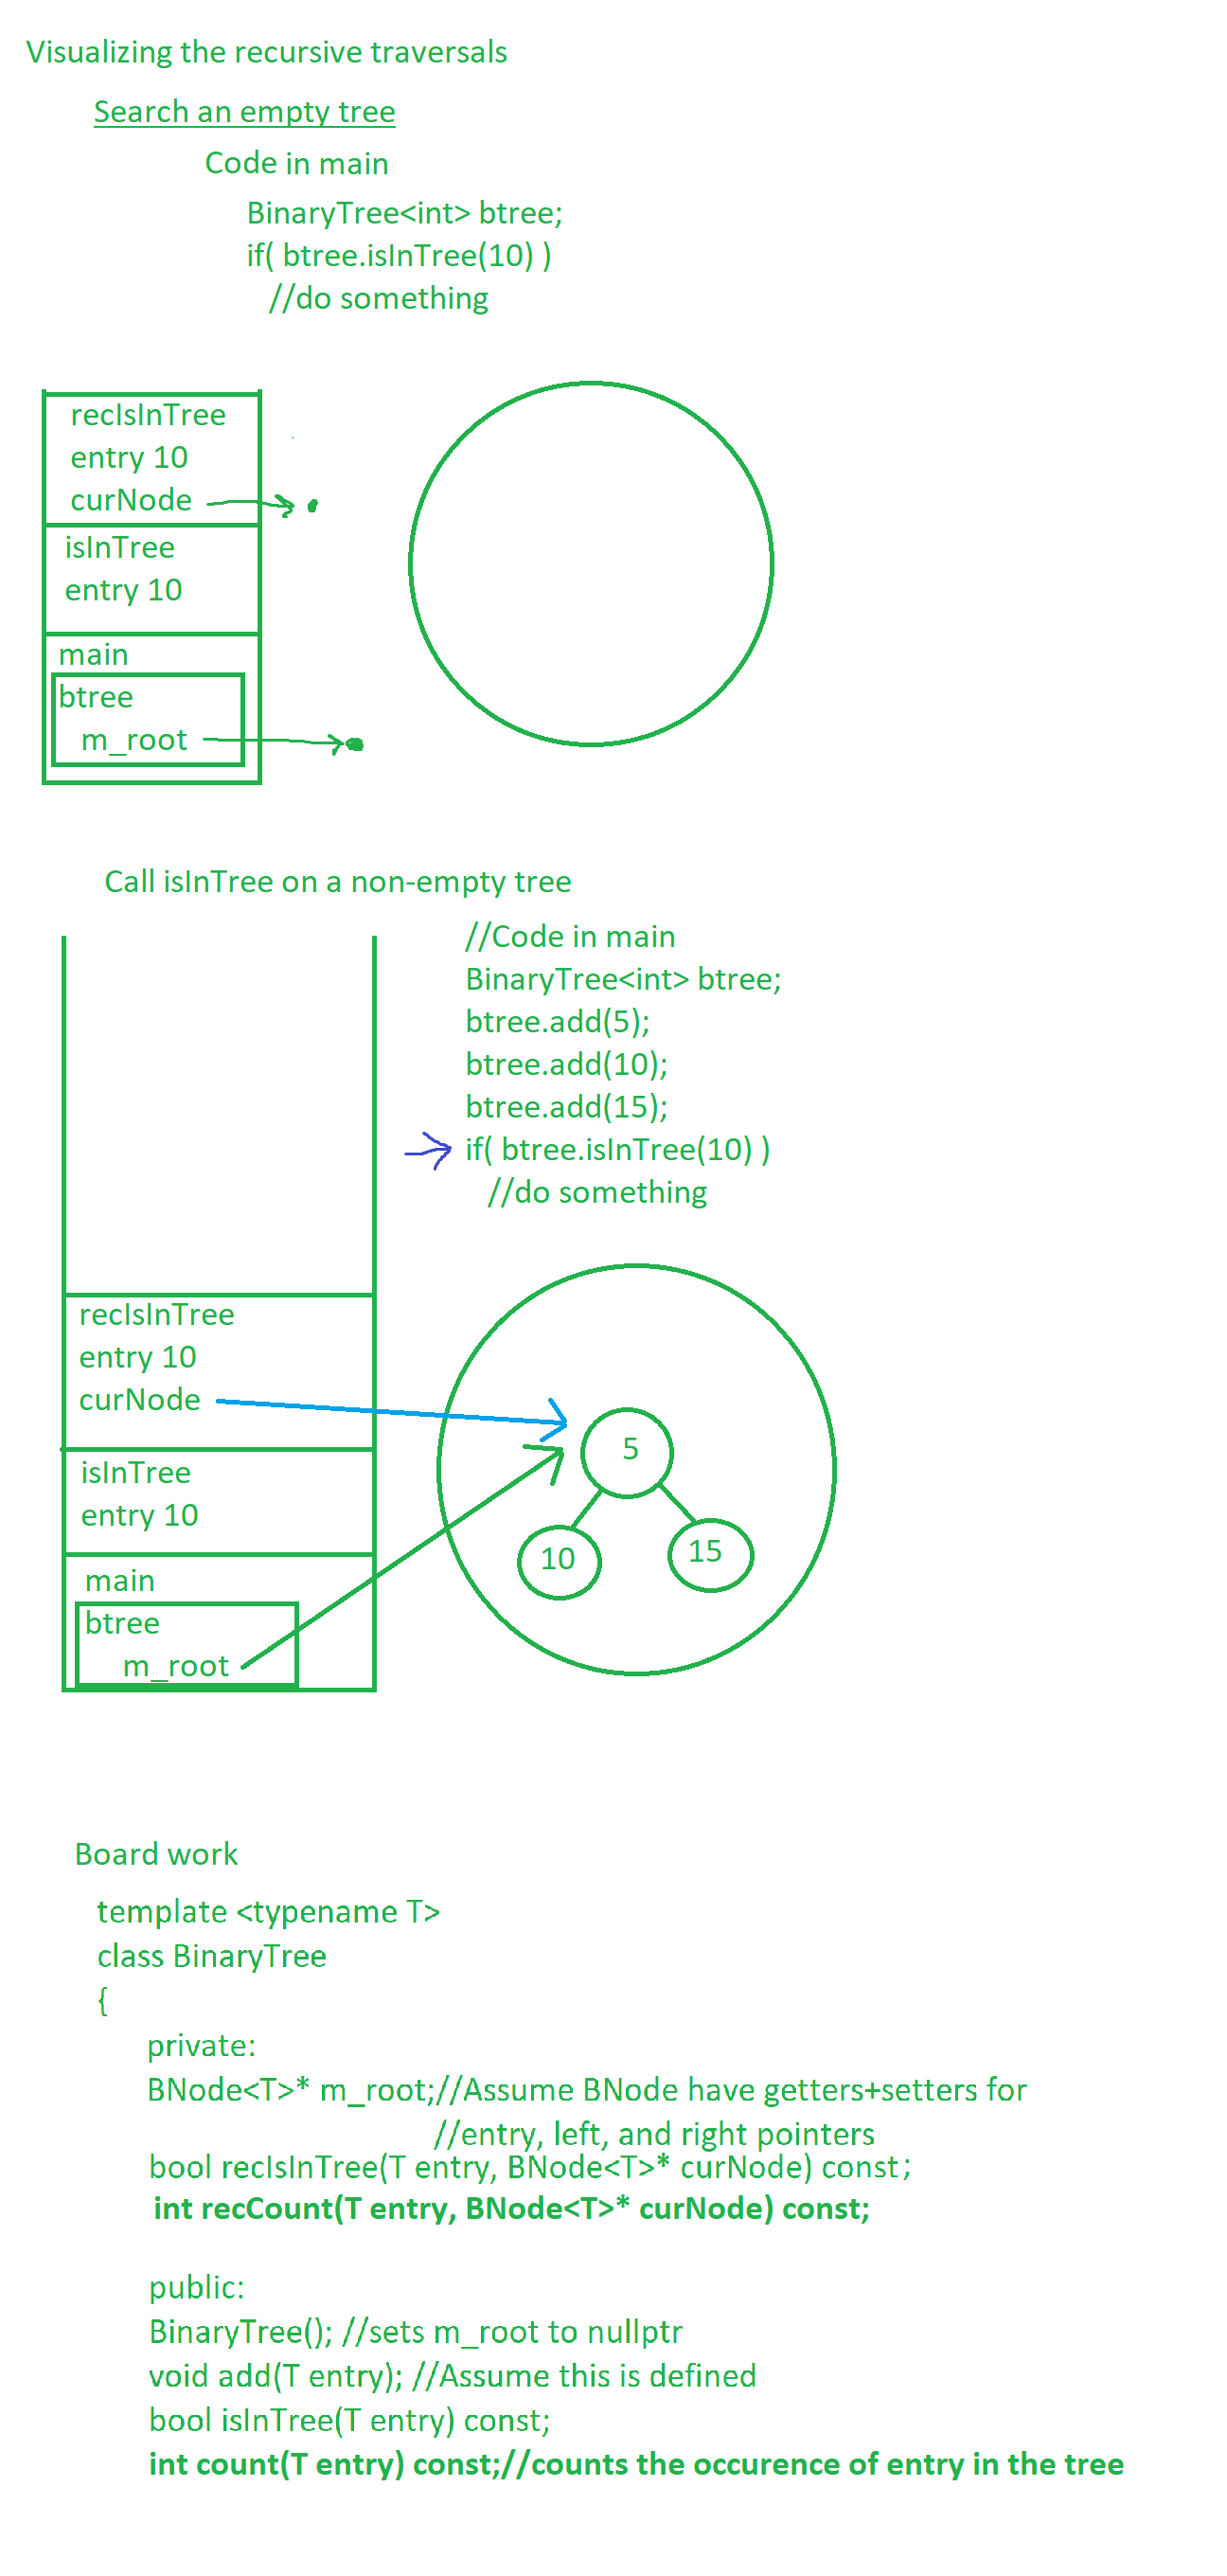 Visualizing the recursive traversals
Search an empty tree
Code in main
BinaryTree<int> btree;
if( btree.isInTree(10) )
//do something
recIsInTree
entry 10
curNode
isInTree
entry 10
main
btree
m_root
Call isInTree on a non-empty tree
//Code in main
BinaryTree<int> btree;
btree.add(5);
btree.add(10);
btree.add(15);
if( btree.isInTree(10) )
//do something
recIsInTree
entry 10
curNode
isInTree
entry 10
main
btree
m_root
5
10
15
Board work
template <typename T>
class BinaryTree
{
private:
BNode<T>* m_root;//Assume BNode have getters+setters for
//entry, left, and right pointers
bool recIsInTree(T entry, BNode<T>* curNode) const;
int recCount(T entry, BNode<T>* curNode) const;
public:
BinaryTree(); //sets m_root to nullptr
void add(T entry); //Assume this is defined
bool isInTree(T entry) const;
int count(T entry) const;//counts the occurence of entry in the tree